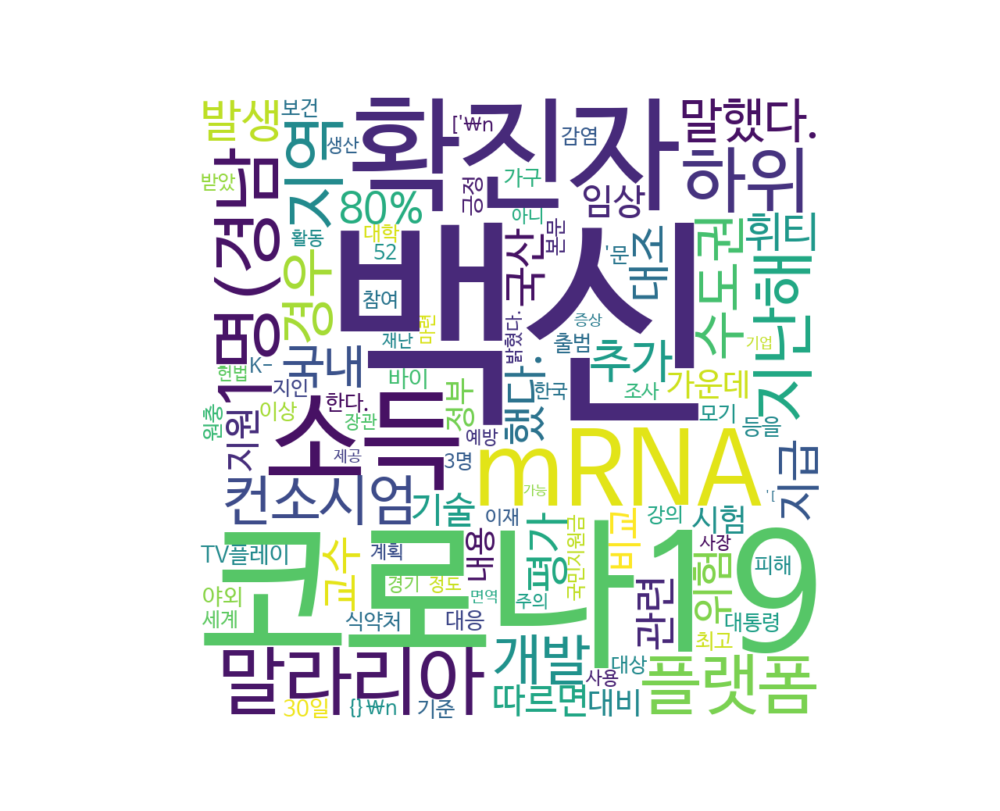 발생
보건
확진자
['₩n
감염
말했다.
1명(경남
지역
생산
받았
80%
긍정
가구
임상
하위
아니
본문
활동
대학
52
경우
백신
국산
'문
대조
수도권
휘티
지난해
참여
마련
밝혔다.
증상
재난
출범
추가
기업
헌법
K-
국내
지인
바이
정부
했다.
한국
조사
가운데
모기
등을
원충
지원
이상
한다.
장관
소득
예방
제공
3명
mRNA
지급
컨소시엄
기술
이재
가능
'[
강의
시험
사장
TV플레이
교수
계획
내용
평가
국민지원금
비교
코로나19
위험
피해
야외
세계
경기
정도
면역
주의
식약처
대응
관련
최고
대통령
말라리아
개발
대상
사용
플랫폼
30일
{}₩n
기준
따르면
대비